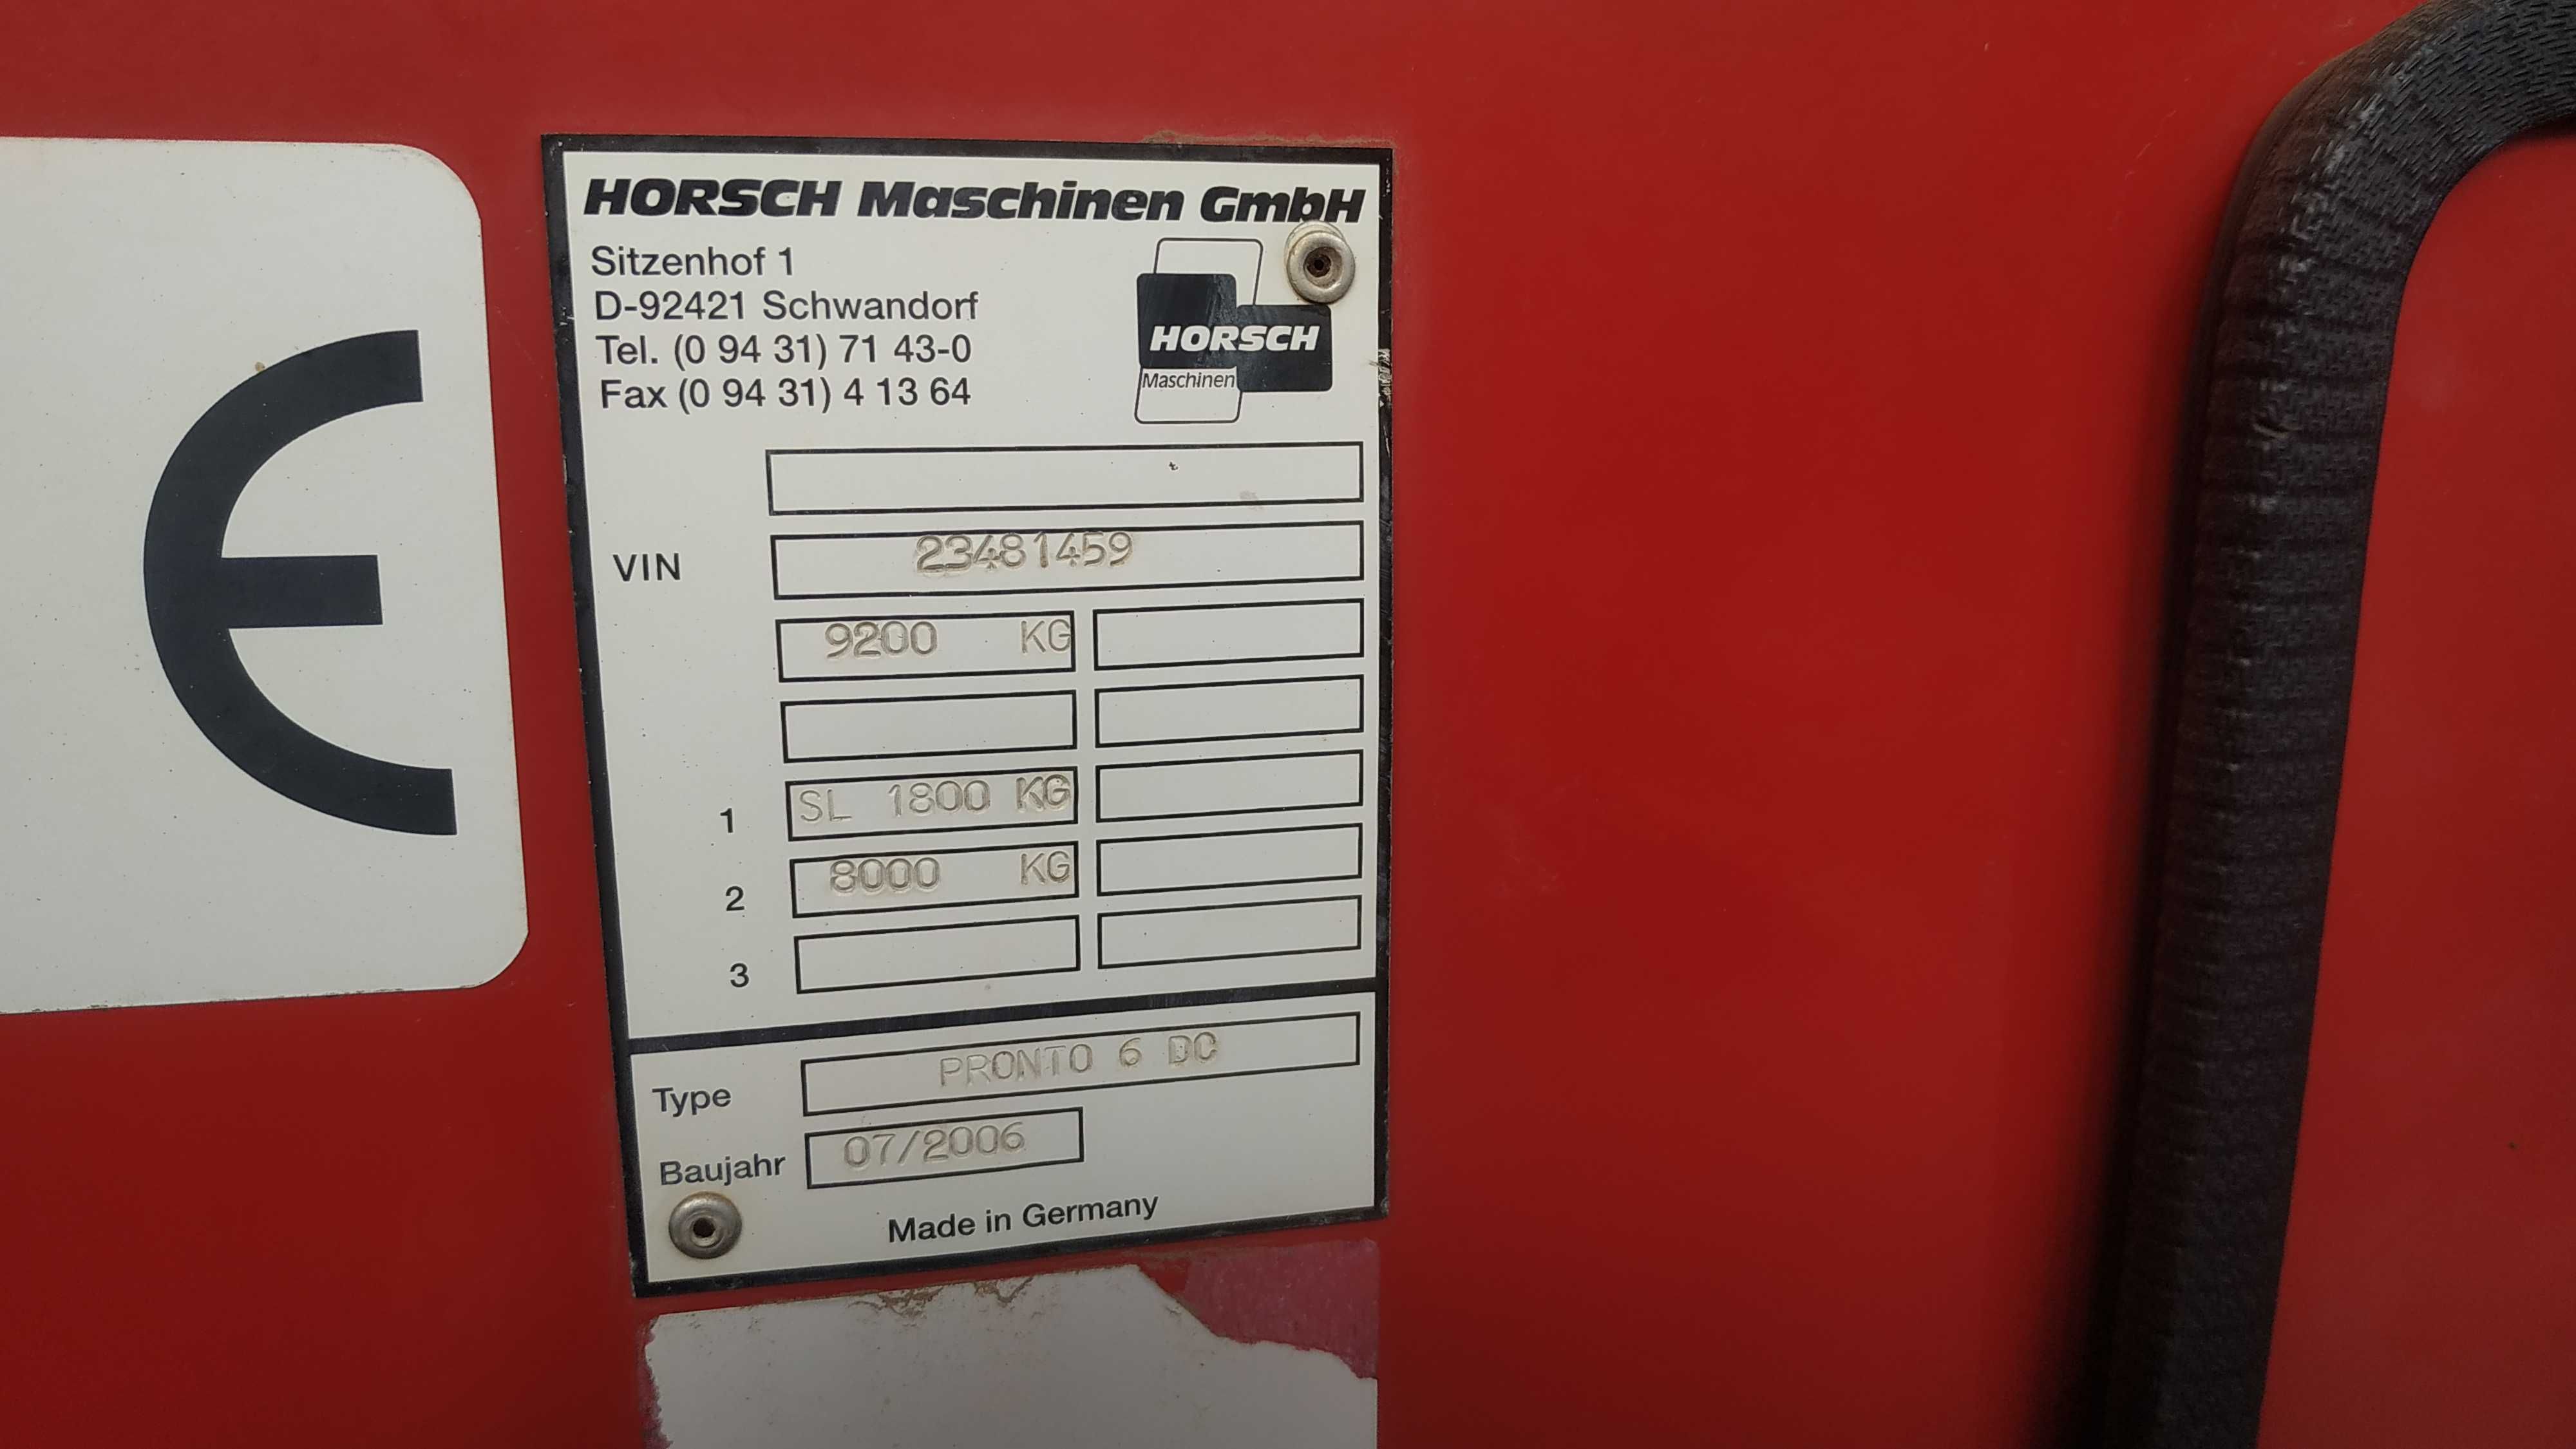 HORSCH Maschinen GmbH
Sitzenhof 1
D-92421 Schwandorf
Tel. (0 94 31) 71 43-0
Fax (0 94 31) 4 13 64
HORSCH
Maschinen
VIN 23481459
9200 KG
1 SL 1800 KG
2 8000 KG
3
Type PRONTO 6 DC
Baujahr 07/2006
Made in Germany
CE